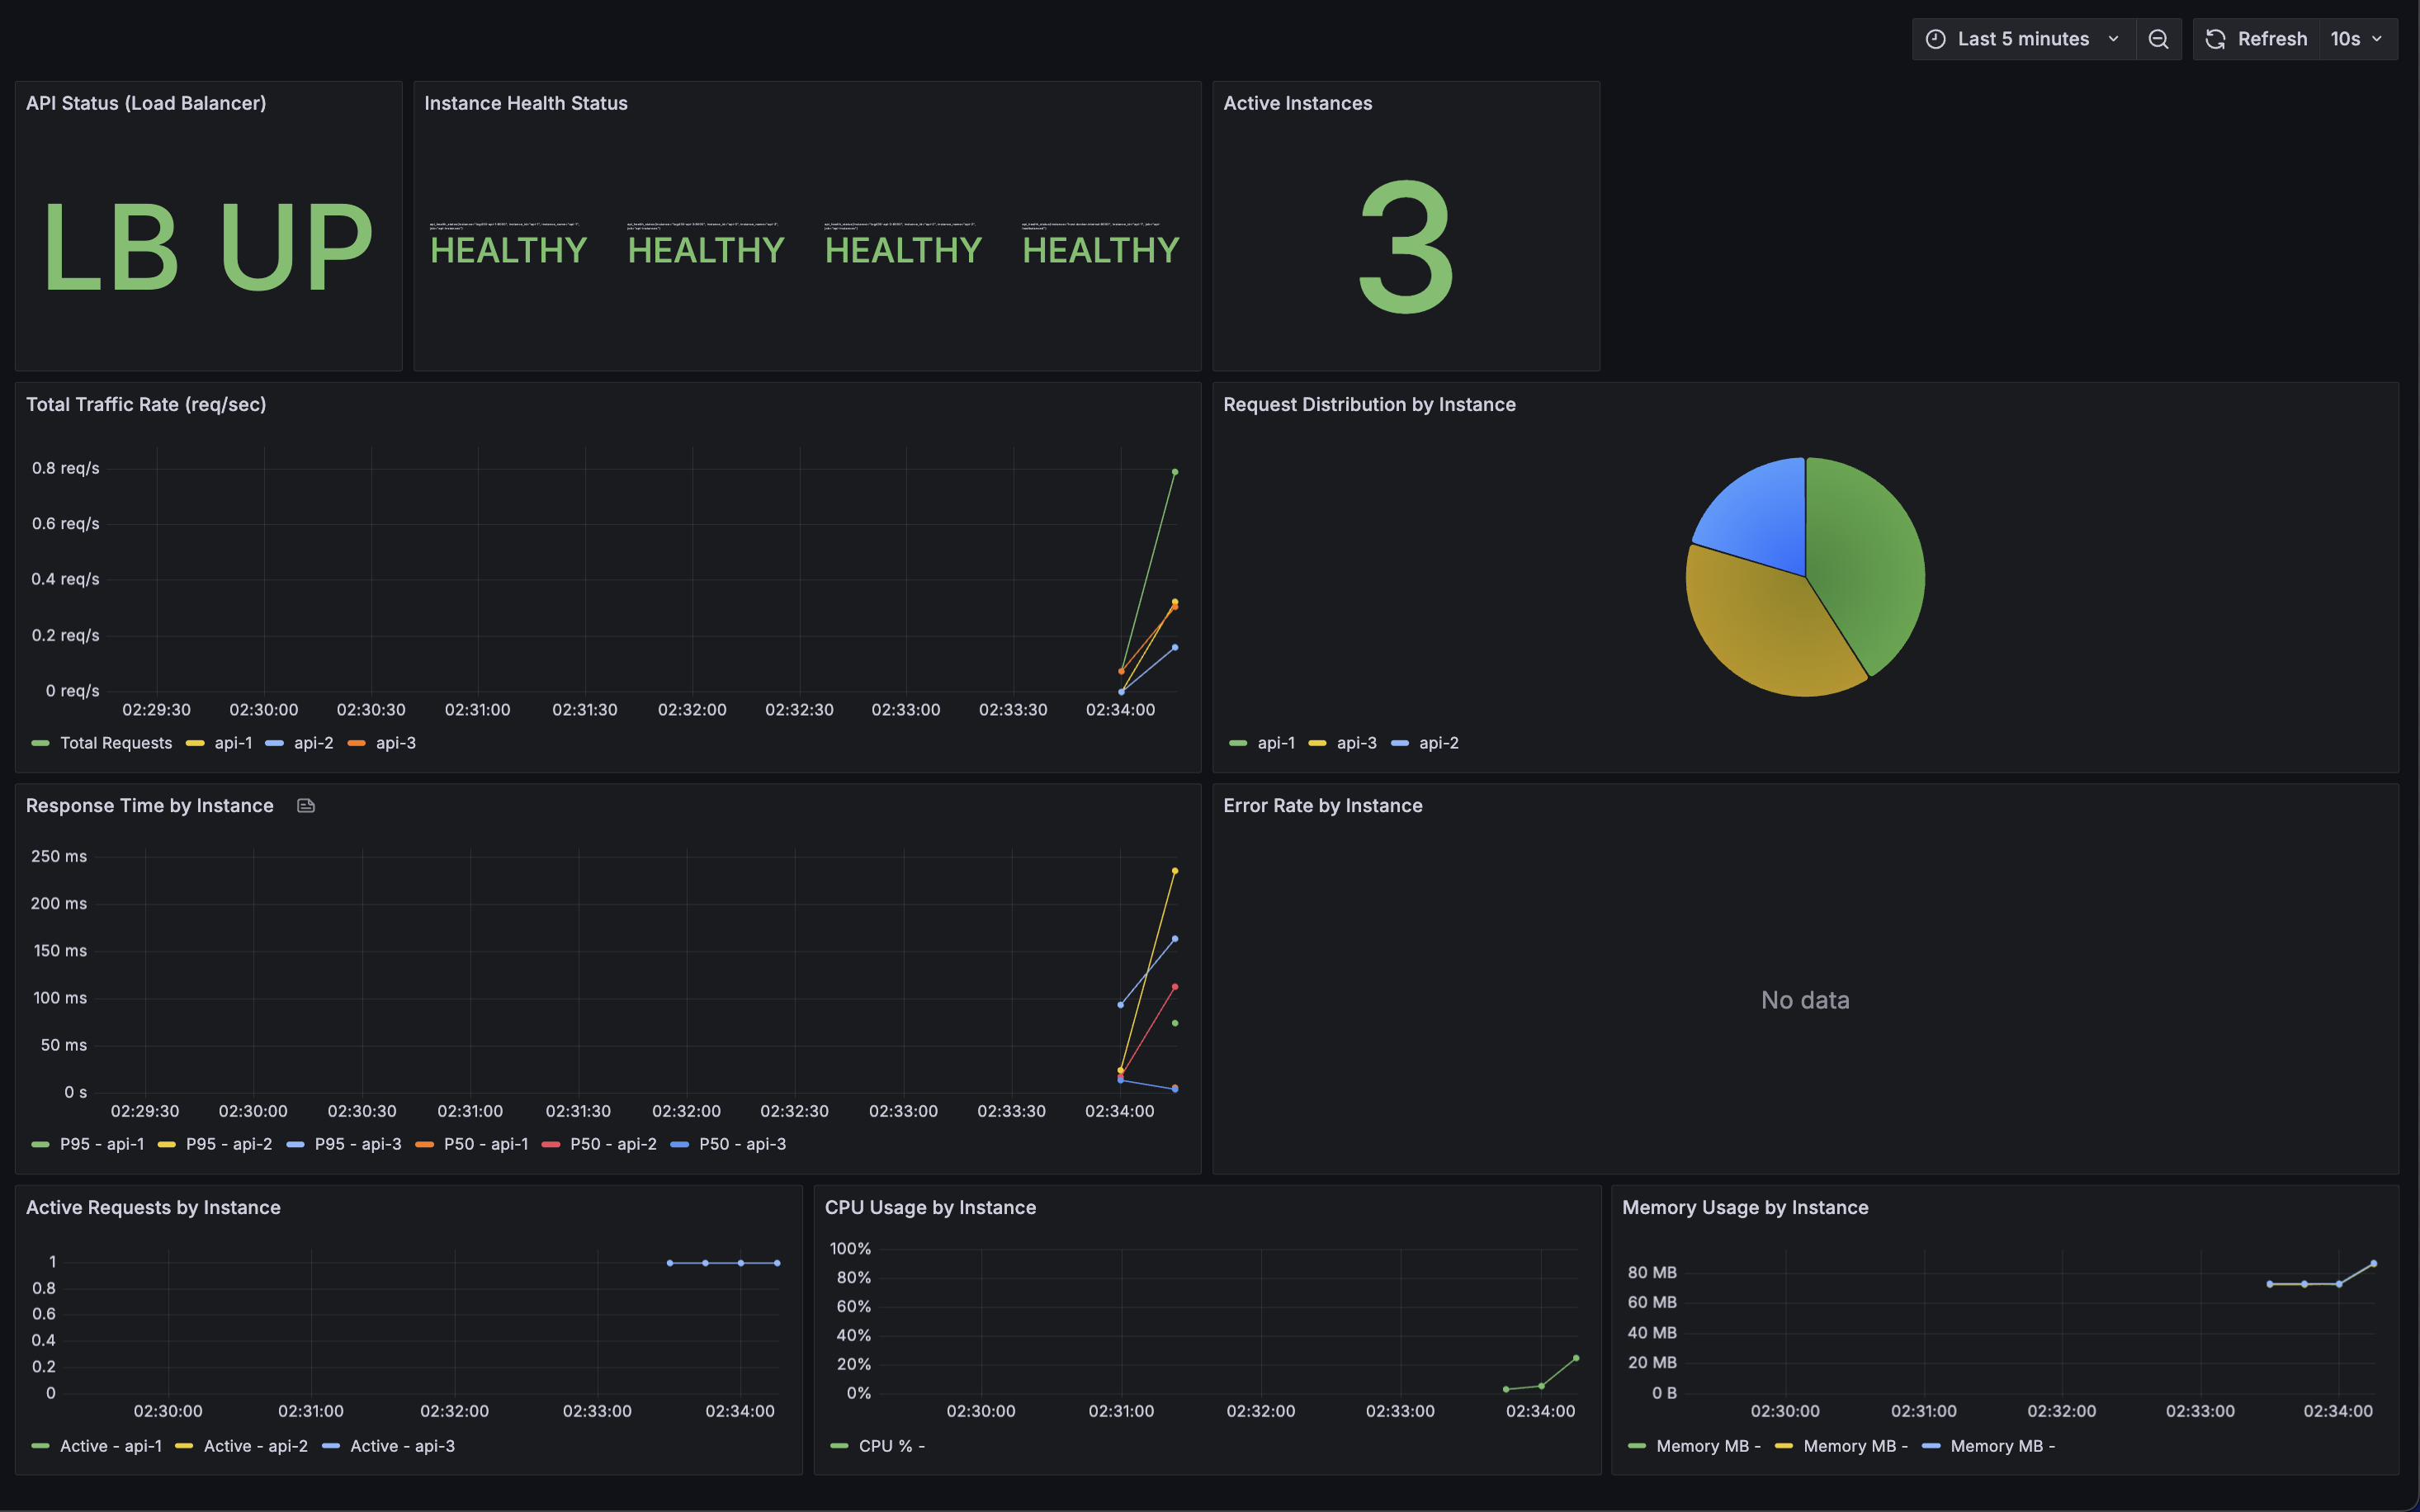 Last 5 minutes
Refresh
10s
API Status (Load Balancer)
Instance Health Status
Active Instances
LB UP
HEALTHY
HEALTHY
HEALTHY
HEALTHY
3
Total Traffic Rate (req/sec)
0.8 req/s
0.6 req/s
0.4 req/s
0.2 req/s
0 req/s
02:29:30 02:30:00 02:30:30 02:31:00 02:31:30 02:32:00 02:32:30 02:33:00 02:33:30 02:34:00
Total Requests api-1 api-2 api-3
Request Distribution by Instance
api-1 api-3 api-2
Response Time by Instance
250 ms
200 ms
150 ms
100 ms
50 ms
0 s
02:29:30 02:30:00 02:30:30 02:31:00 02:31:30 02:32:00 02:32:30 02:33:00 02:33:30 02:34:00
P95 - api-1 P95 - api-2 P95 - api-3 P50 - api-1 P50 - api-2 P50 - api-3
Error Rate by Instance
No data
Active Requests by Instance
1
0.8
0.6
0.4
0.2
0
02:30:00 02:31:00 02:32:00 02:33:00 02:34:00
Active - api-1 Active - api-2 Active - api-3
CPU Usage by Instance
100%
80%
60%
40%
20%
0%
02:30:00 02:31:00 02:32:00 02:33:00 02:34:00
CPU % -
Memory Usage by Instance
80 MB
60 MB
40 MB
20 MB
0 B
02:30:00 02:31:00 02:32:00 02:33:00 02:34:00
Memory MB - Memory MB - Memory MB -